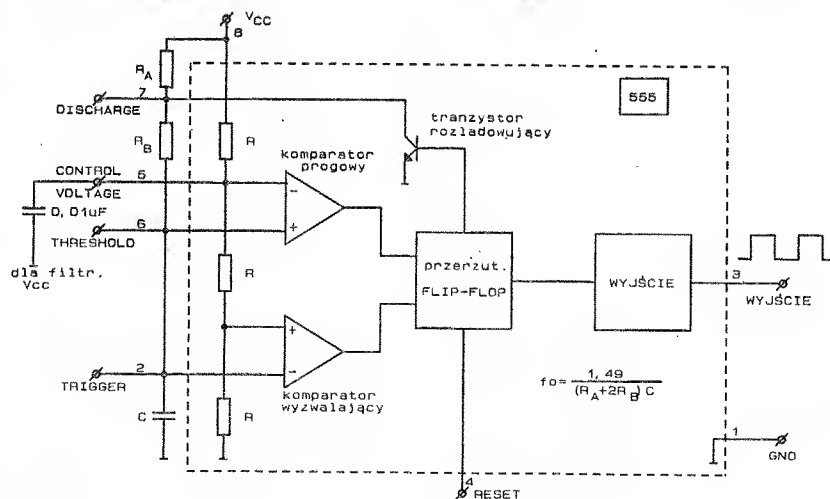 VCC
8
RA
7
DISCHARGE
RB
R
555
tranzystor
rozladowujący
komparator
progowy
CONTROL
VOLTAGE
5
0,01uF
6
THRESHOLD
dla filtr.
Vcc
-
+
R
przerzut.
FLIP-FLOP
WYJŚCIE
3
WYJŚCIE
+
-
2
TRIGGER
komparator
wyzwalający
C
R
fo= 1,49
(RA+2RB)C
1
GND
4
RESET